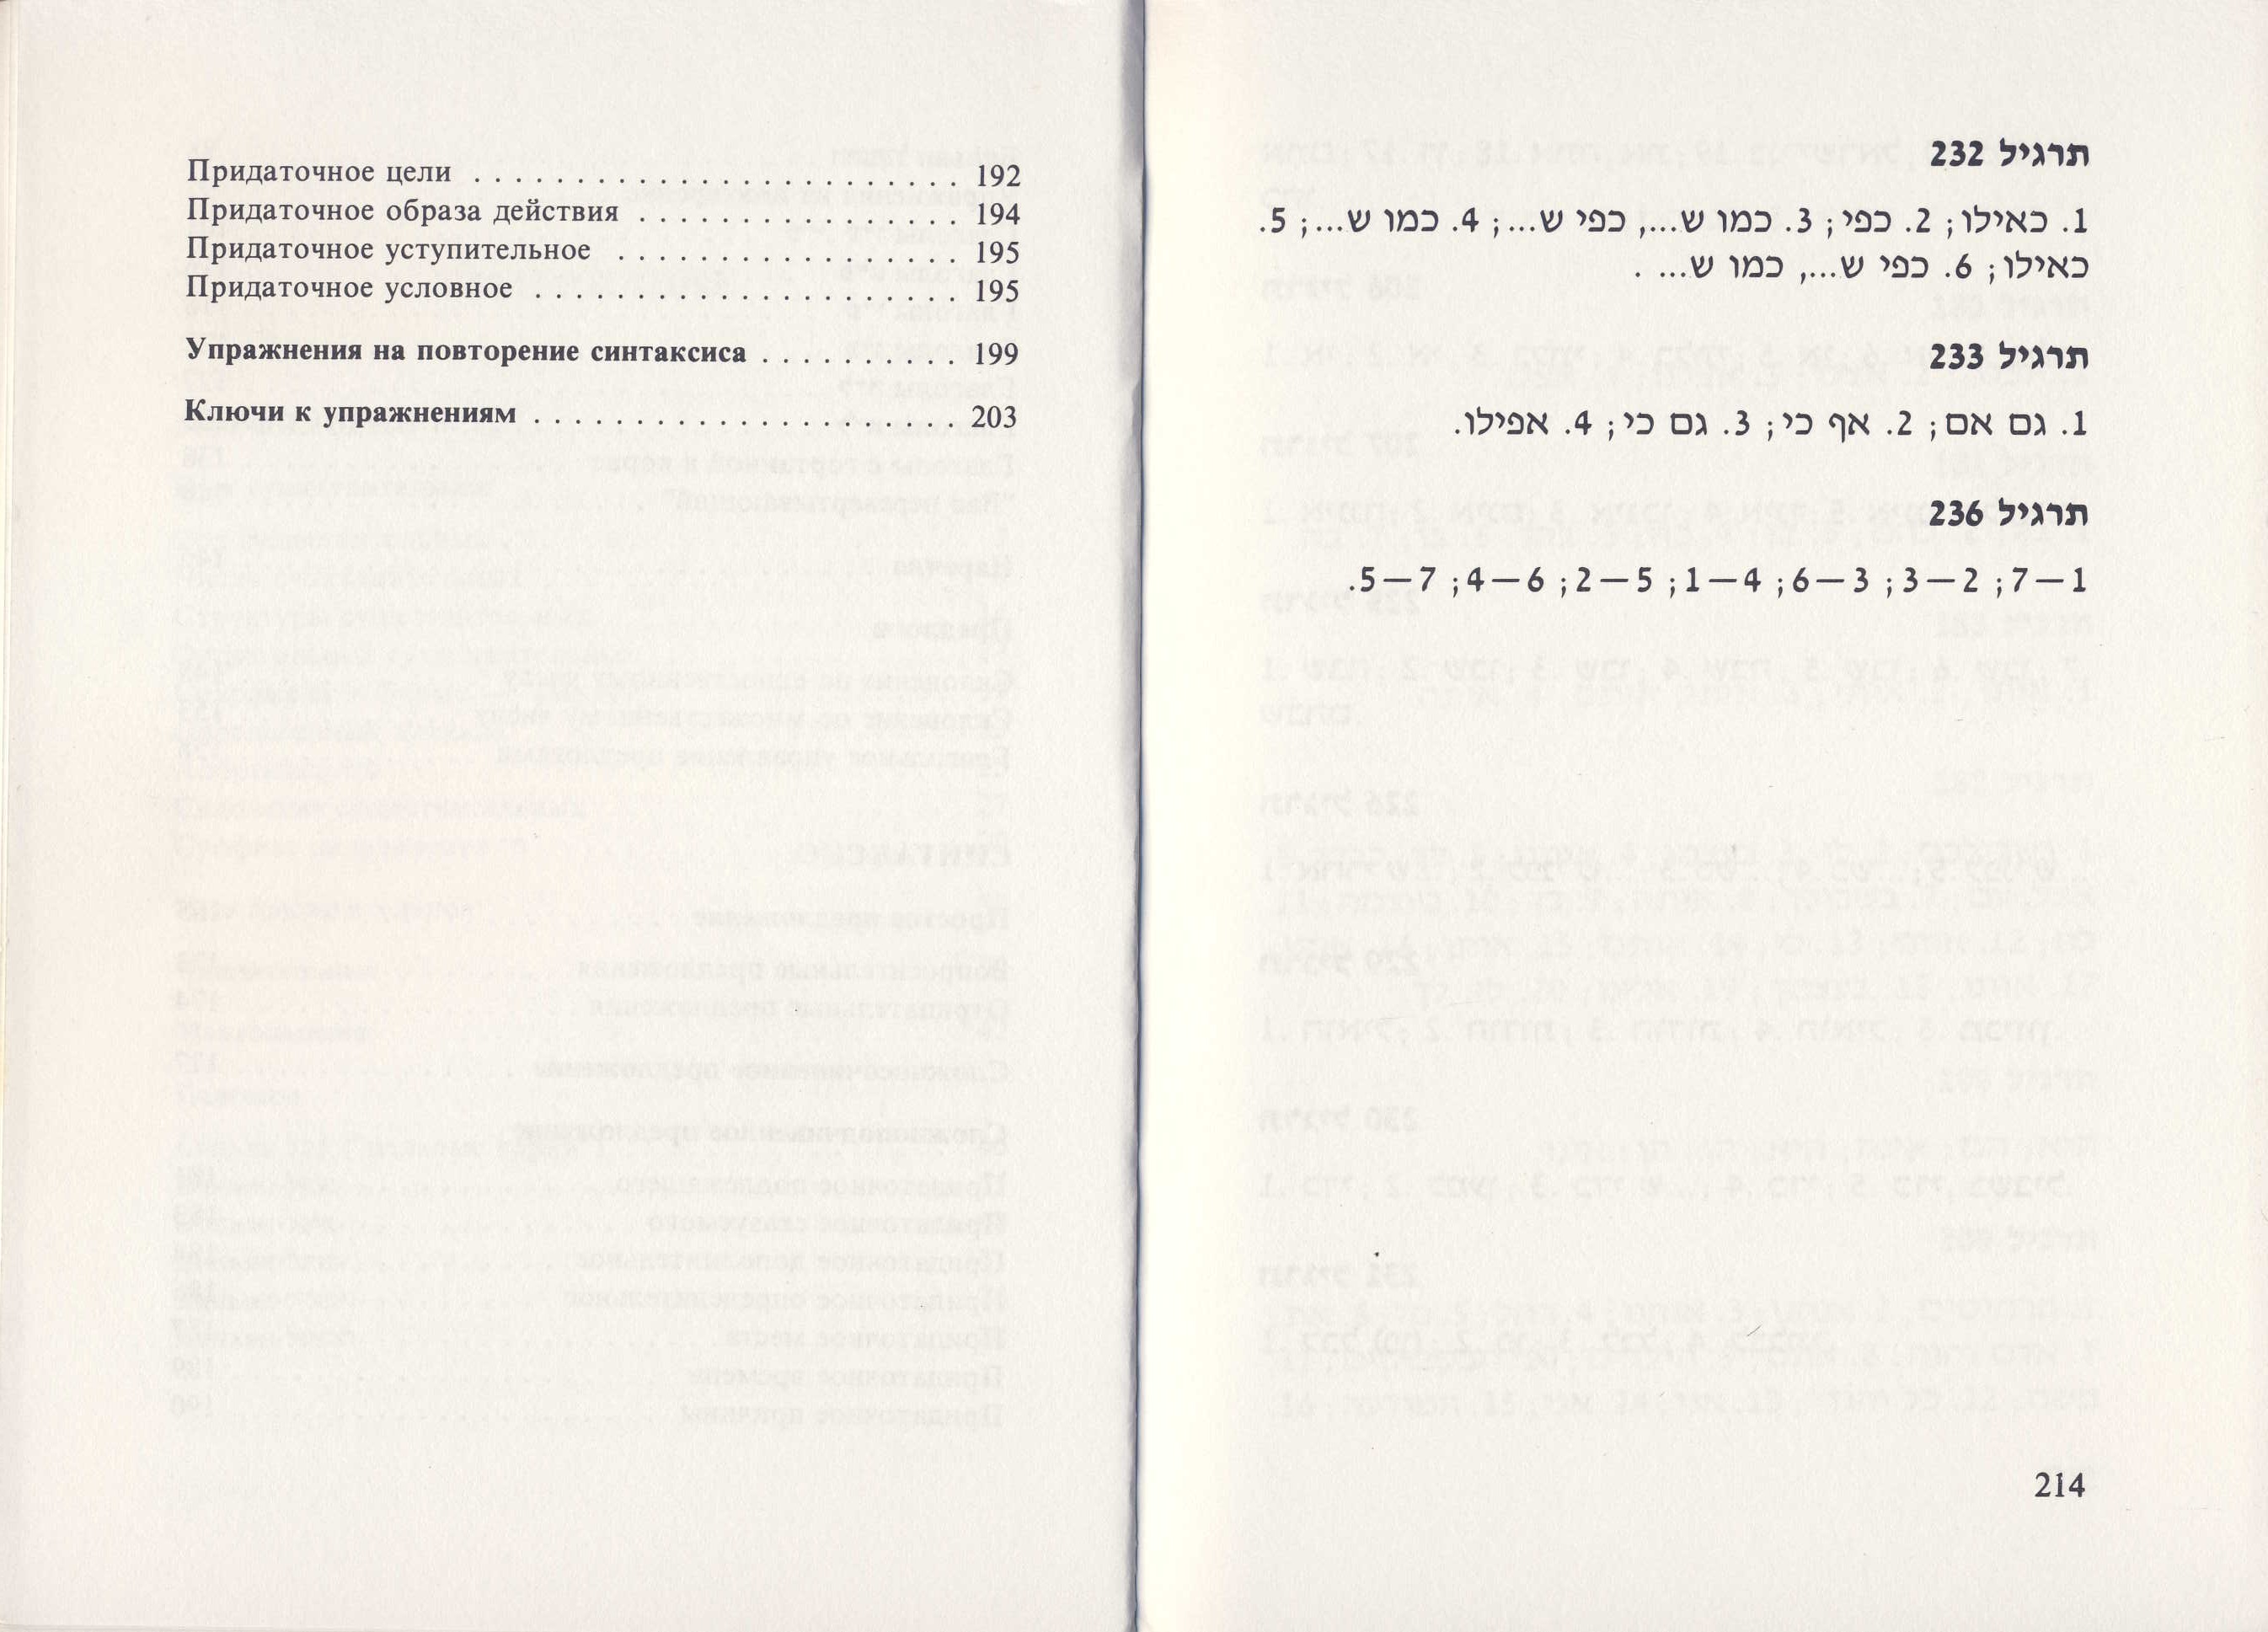 תרגיל 232
1. כאילו; 2. כפי; 3. כמו ש..., כפי ש...; 4. כמו ש...; 5.
כאילו; 6. כפי ש..., כמו ש... .
תרגיל 233
1. גם אם; 2. אף כי; 3. גם כי; 4. אפילו.
תרגיל 236
1—7; 2—3; 3—6; 4—1; 5—2; 6—4; 7—5.
214
Придаточное цели . . . . . . . . . . . . . . . . . . . . . . . . . 192
Придаточное образа действия . . . . . . . . . . . . . . . . . 194
Придаточное уступительное . . . . . . . . . . . . . . . . . . 195
Придаточное условное . . . . . . . . . . . . . . . . . . . . . . 195
Упражнения на повторение синтаксиса . . . . . . . . . . 199
Ключи к упражнениям . . . . . . . . . . . . . . . . . . . . . . 203